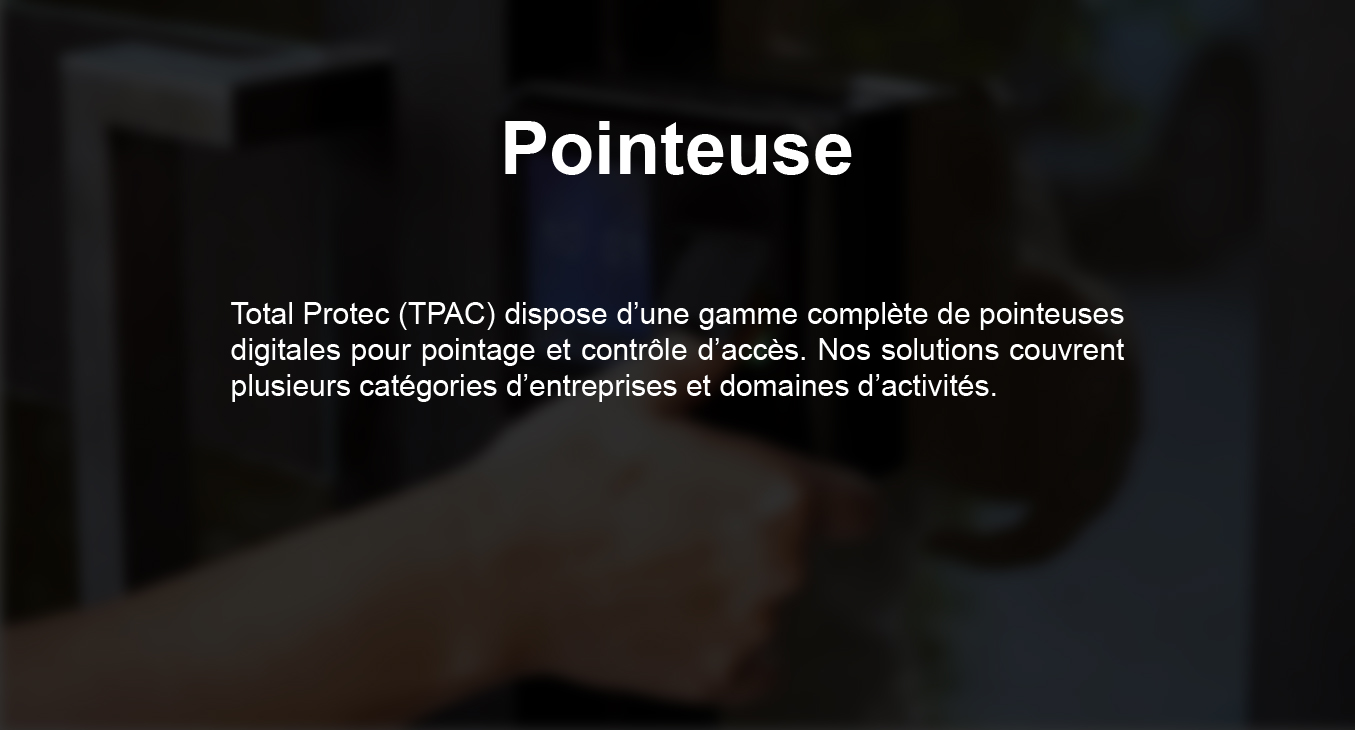 Pointeuse
Total Protec (TPAC) dispose d’une gamme complète de pointeuses
digitales pour pointage et contrôle d’accès. Nos solutions couvrent
plusieurs catégories d’entreprises et domaines d’activités.